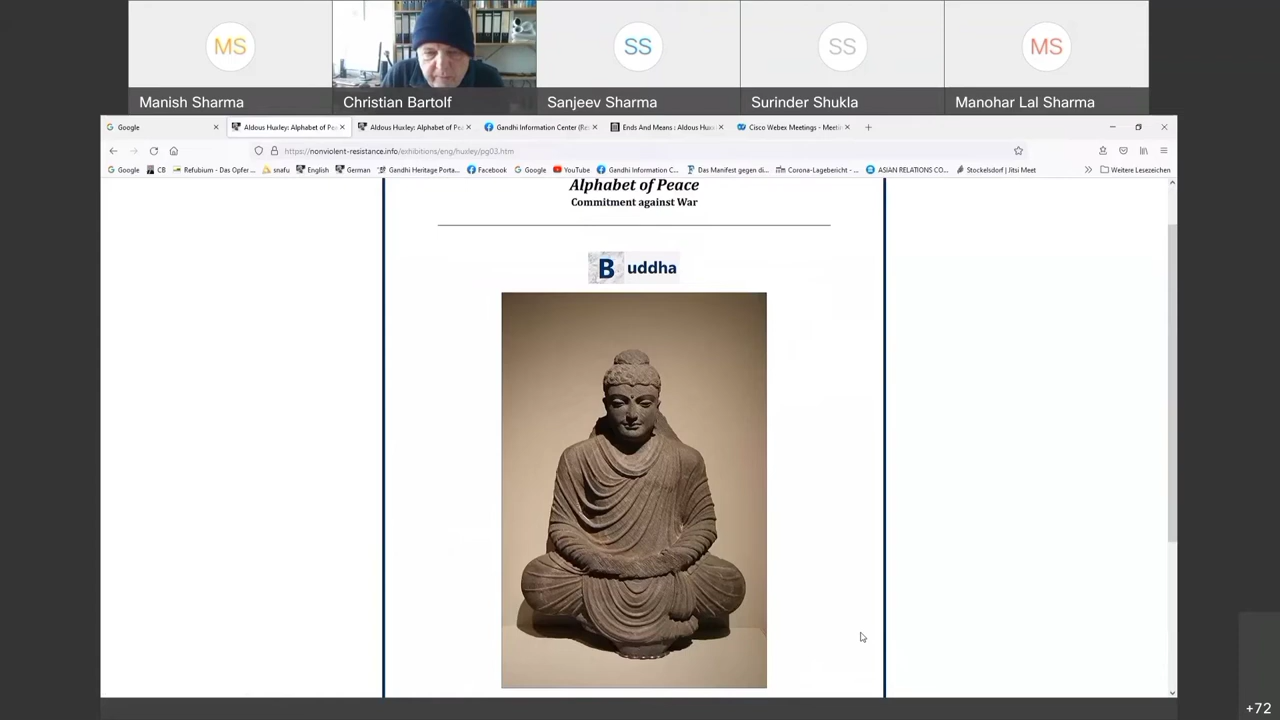 MS
SS
SS
MS
Manish Sharma
Christian Bartolf
Sanjeev Sharma
Surinder Shukla
Manohar Lal Sharma
Google
Aldous Huxley: Alphabet of Pe
Aldous Huxley: Alphabet of Pe
Gandhi Information Center (Re
Ends And Means : Aldous Hux
Cisco Webex Meetings - Meeti
https://nonviolent-resistance.info/exhibitions/eng/huxley/pg03.htm
Google
CB
Refubium - Das Opfer ...
snafu
English
German
Gandhi Heritage Porta...
Facebook
Google
YouTube
Gandhi Information C...
Das Manifest gegen di...
Corona-Lagebericht - ...
ASIAN RELATIONS CO...
Stockelsdorf | Jitsi Meet
Weitere Lesezeichen
Alphabet of Peace
Commitment against War
Buddha
+72